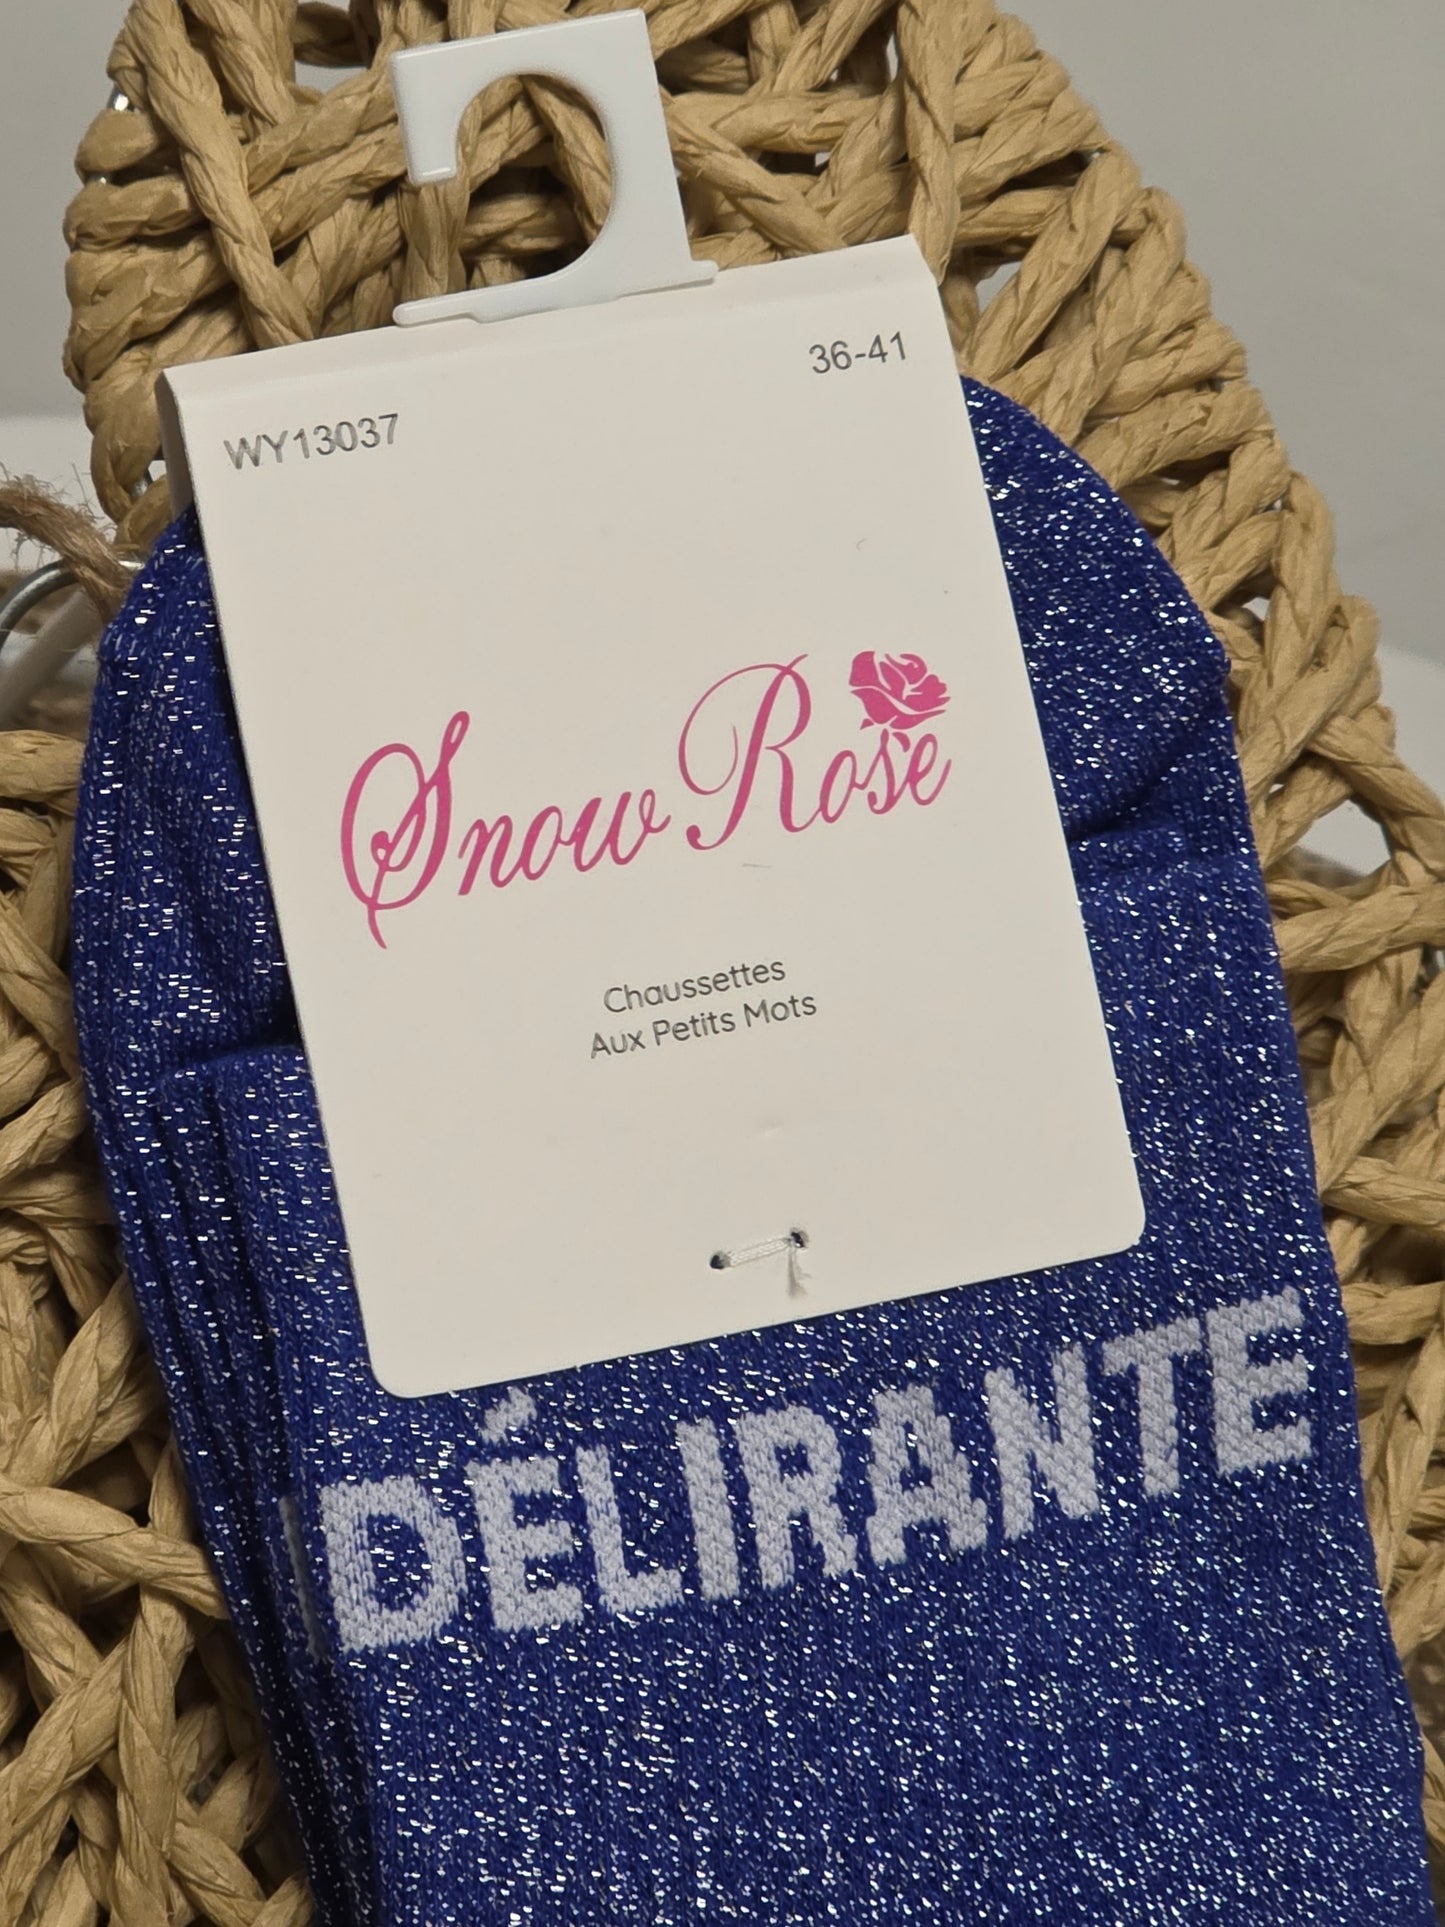 36-41
WY13037
Snow Rose
Chaussettes
Aux Petits Mots
DÉLIRANTE